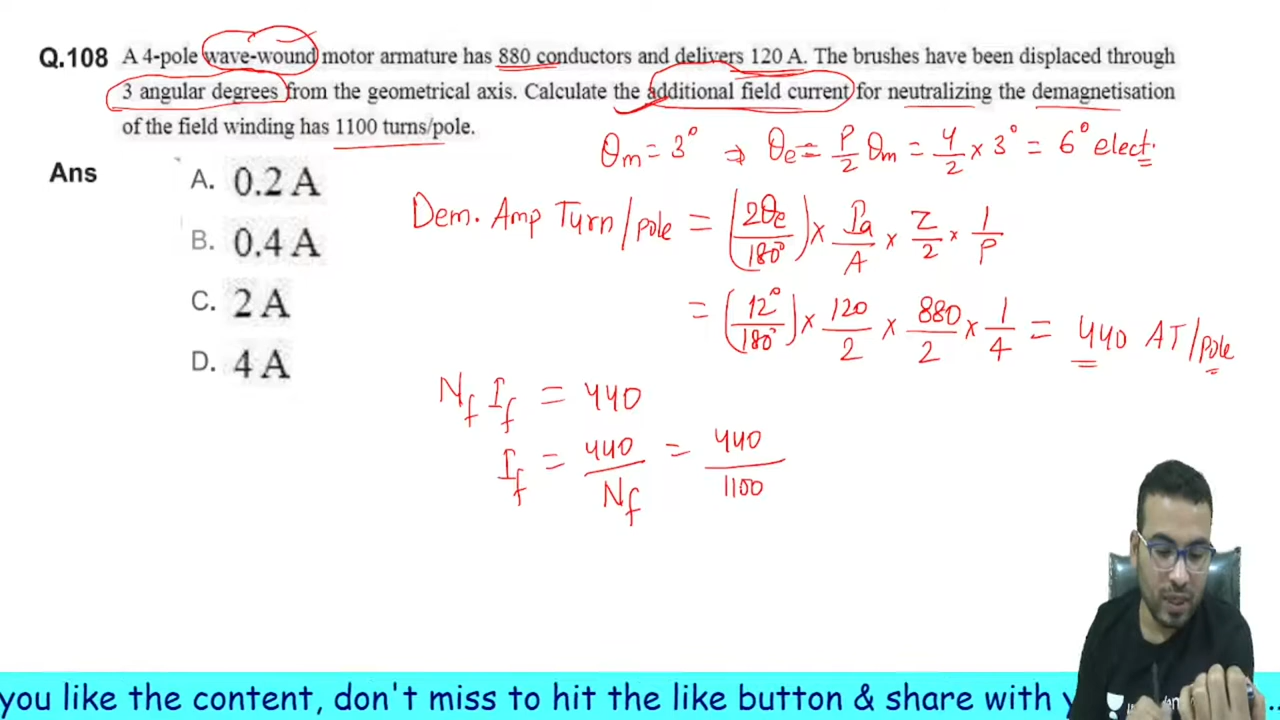 Q.108 A 4-pole wave-wound motor armature has 880 conductors and delivers 120 A. The brushes have been displaced through
3 angular degrees from the geometrical axis. Calculate the additional field current for neutralizing the demagnetisation
of the field winding has 1100 turns/pole.
θm = 3° ⇒ θe = P/2 θm = 4/2 × 3° = 6° elect.
Ans
A. 0.2 A
B. 0.4 A
C. 2 A
D. 4 A
Dem. Amp Turn/pole = (2θe/180°) × Ia/A × Z/2 × 1/P
= (12°/180°) × 120/2 × 880/2 × 1/4 = 440 AT/pole
Nf If = 440
If = 440/Nf = 440/1100
you like the content, don't miss to hit the like button & share with